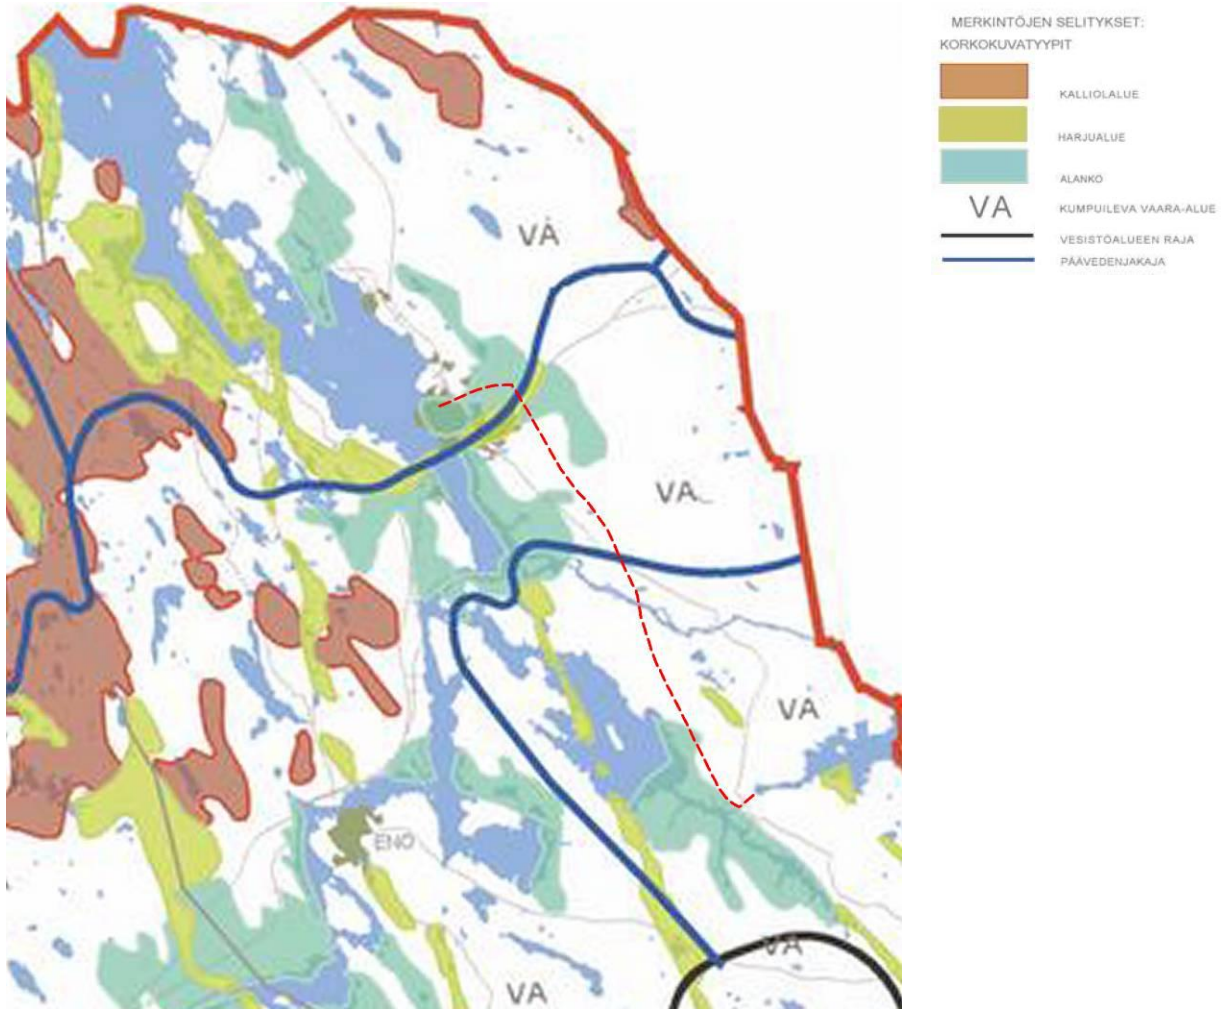 MERKINTÖJEN SELITYKSET:
KORKOKUVATYYPIT
KALLIOLALUE
HARJUALUE
ALANKO
VA KUMPUILEVA VAARA-ALUE
VESISTÖALUEEN RAJA
PÄÄVEDENJAKAJA
VA
VA
VA
ENO
VA
VA